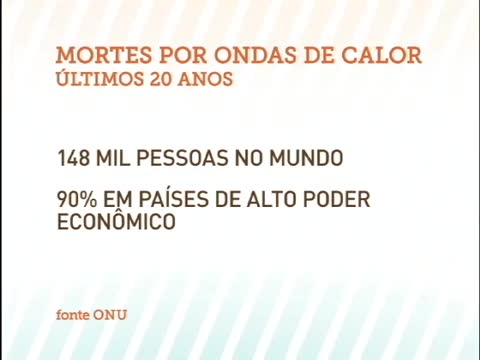 MORTES POR ONDAS DE CALOR
ÚLTIMOS 20 ANOS
148 MIL PESSOAS NO MUNDO
90% EM PAÍSES DE ALTO PODER
ECONÔMICO
fonte ONU